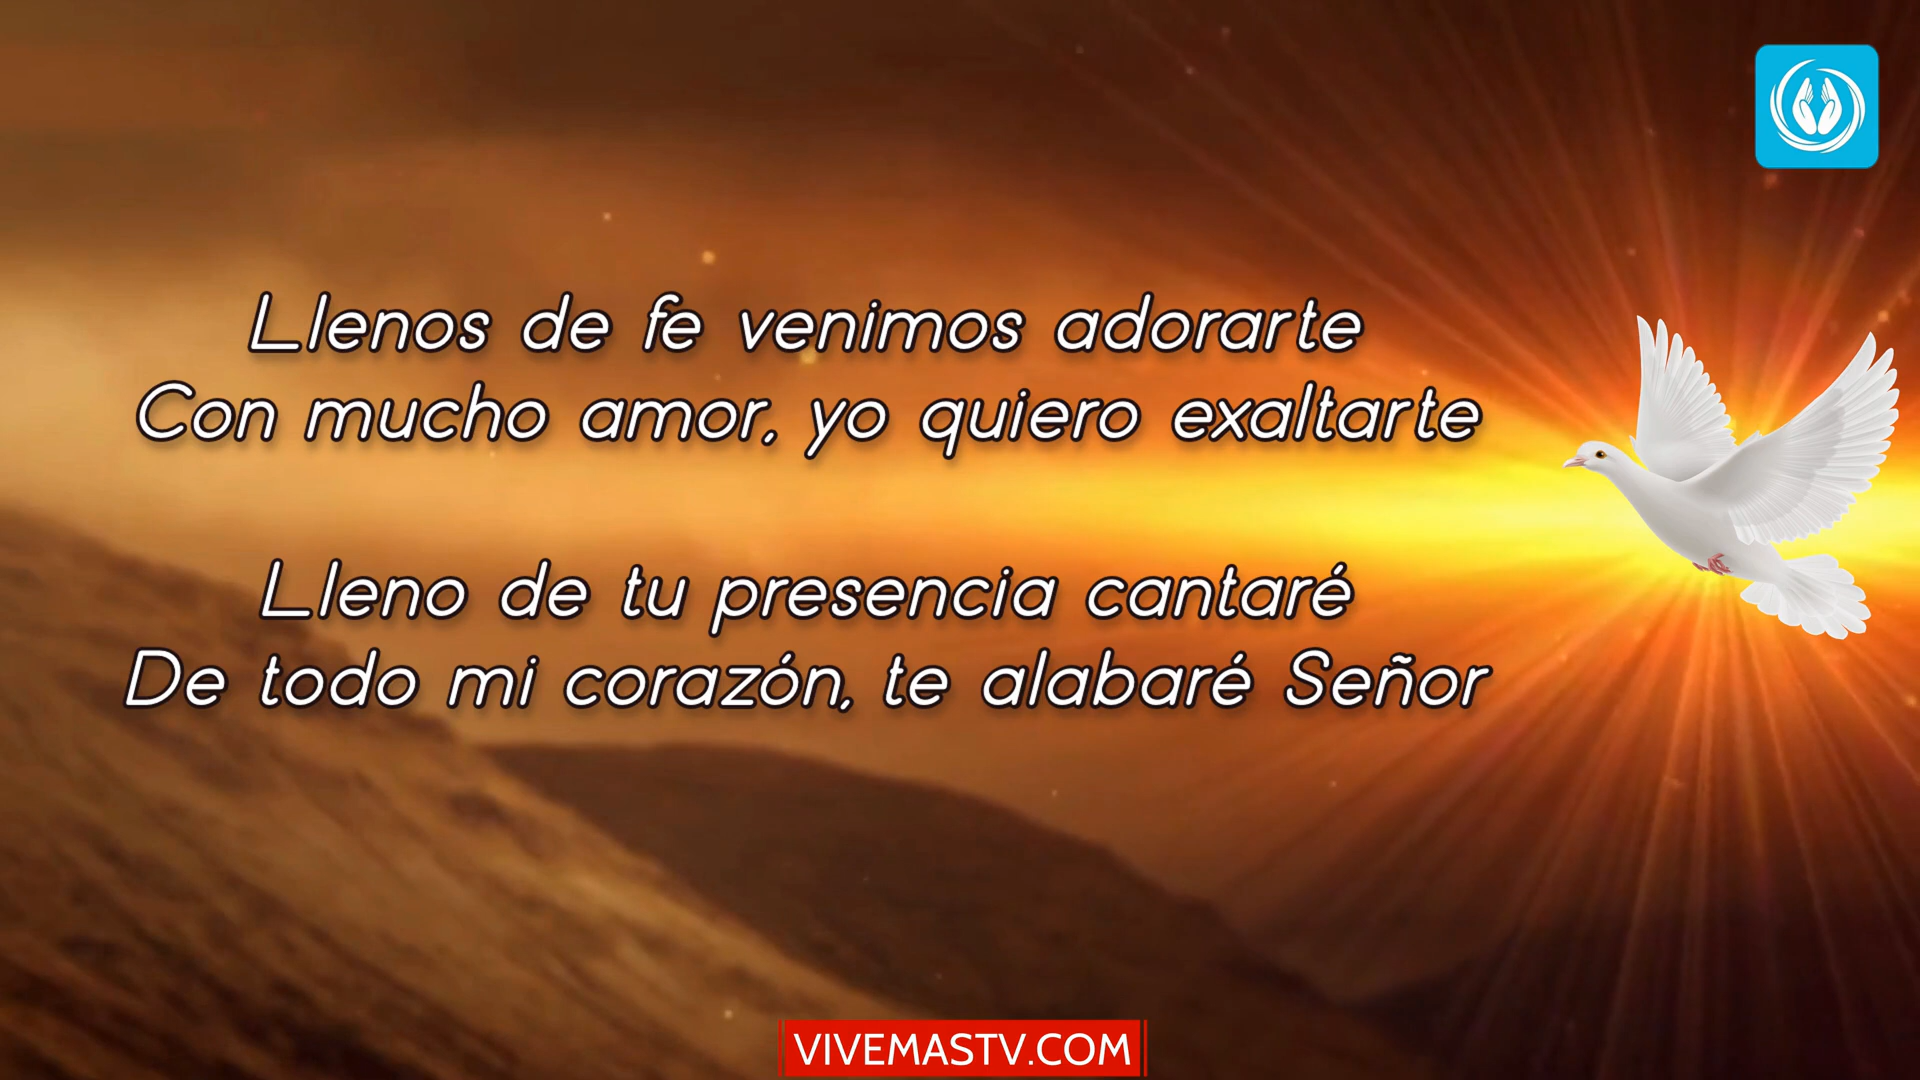 Llenos de fe venimos adorarte
Con mucho amor, yo quiero exaltarte
Lleno de tu presencia cantaré
De todo mi corazón, te alabaré Señor
VIVEMASTV.COM